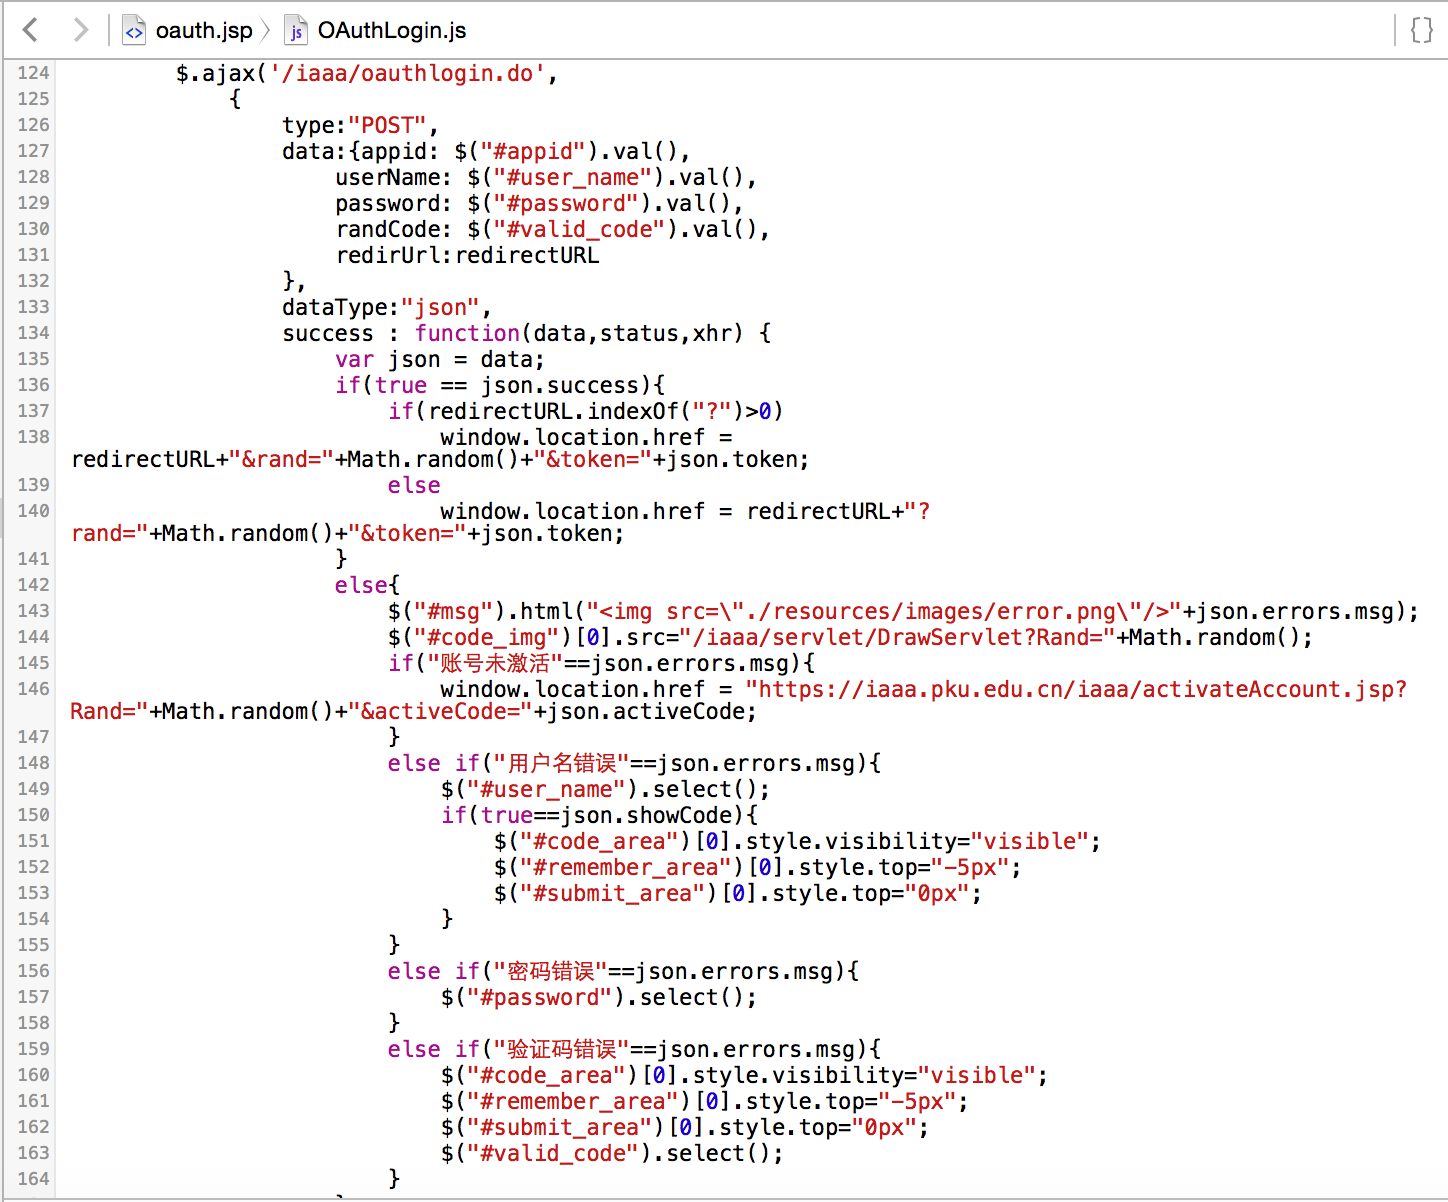 oauth.jsp OAuthLogin.js {}
124 $.ajax('/iaaa/oauthlogin.do',
125 {
126 type:"POST",
127 data:{appid: $("#appid").val(),
128 userName: $("#user_name").val(),
129 password: $("#password").val(),
130 randCode: $("#valid_code").val(),
131 redirUrl:redirectURL
132 },
133 dataType:"json",
134 success : function(data,status,xhr) {
135 var json = data;
136 if(true == json.success){
137 if(redirectURL.indexOf("?")>0)
138 window.location.href =
redirectURL+"&rand="+Math.random()+"&token="+json.token;
139 else
140 window.location.href = redirectURL+"?
rand="+Math.random()+"&token="+json.token;
141 }
142 else{
143 $("#msg").html("<img src=\"./resources/images/error.png\"/>"+json.errors.msg);
144 $("#code_img")[0].src="/iaaa/servlet/DrawServlet?Rand="+Math.random();
145 if("账号未激活"==json.errors.msg){
146 window.location.href = "https://iaaa.pku.edu.cn/iaaa/activateAccount.jsp?
Rand="+Math.random()+"&activeCode="+json.activeCode;
147 }
148 else if("用户名错误"==json.errors.msg){
149 $("#user_name").select();
150 if(true==json.showCode){
151 $("#code_area")[0].style.visibility="visible";
152 $("#remember_area")[0].style.top="-5px";
153 $("#submit_area")[0].style.top="0px";
154 }
155 }
156 else if("密码错误"==json.errors.msg){
157 $("#password").select();
158 }
159 else if("验证码错误"==json.errors.msg){
160 $("#code_area")[0].style.visibility="visible";
161 $("#remember_area")[0].style.top="-5px";
162 $("#submit_area")[0].style.top="0px";
163 $("#valid_code").select();
164 }